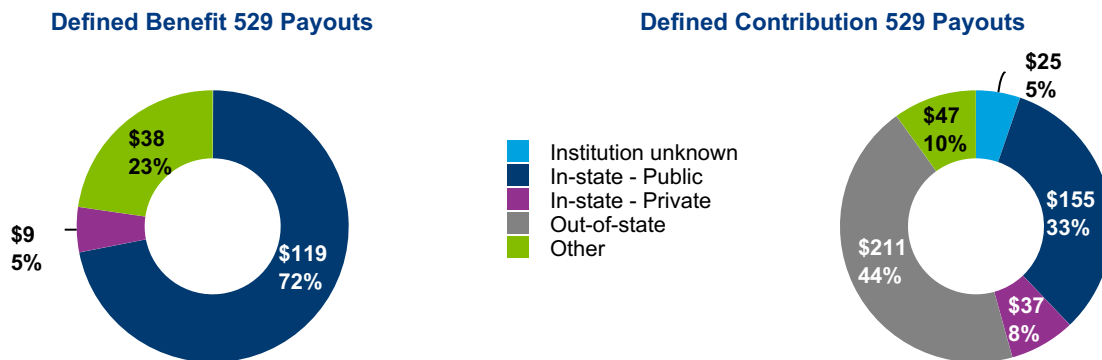 Defined Benefit 529 Payouts
$38
23%
$9
5%
$119
72%
Institution unknown
In-state - Public
In-state - Private
Out-of-state
Other
Defined Contribution 529 Payouts
$25
5%
$47
10%
$155
33%
$211
44%
$37
8%